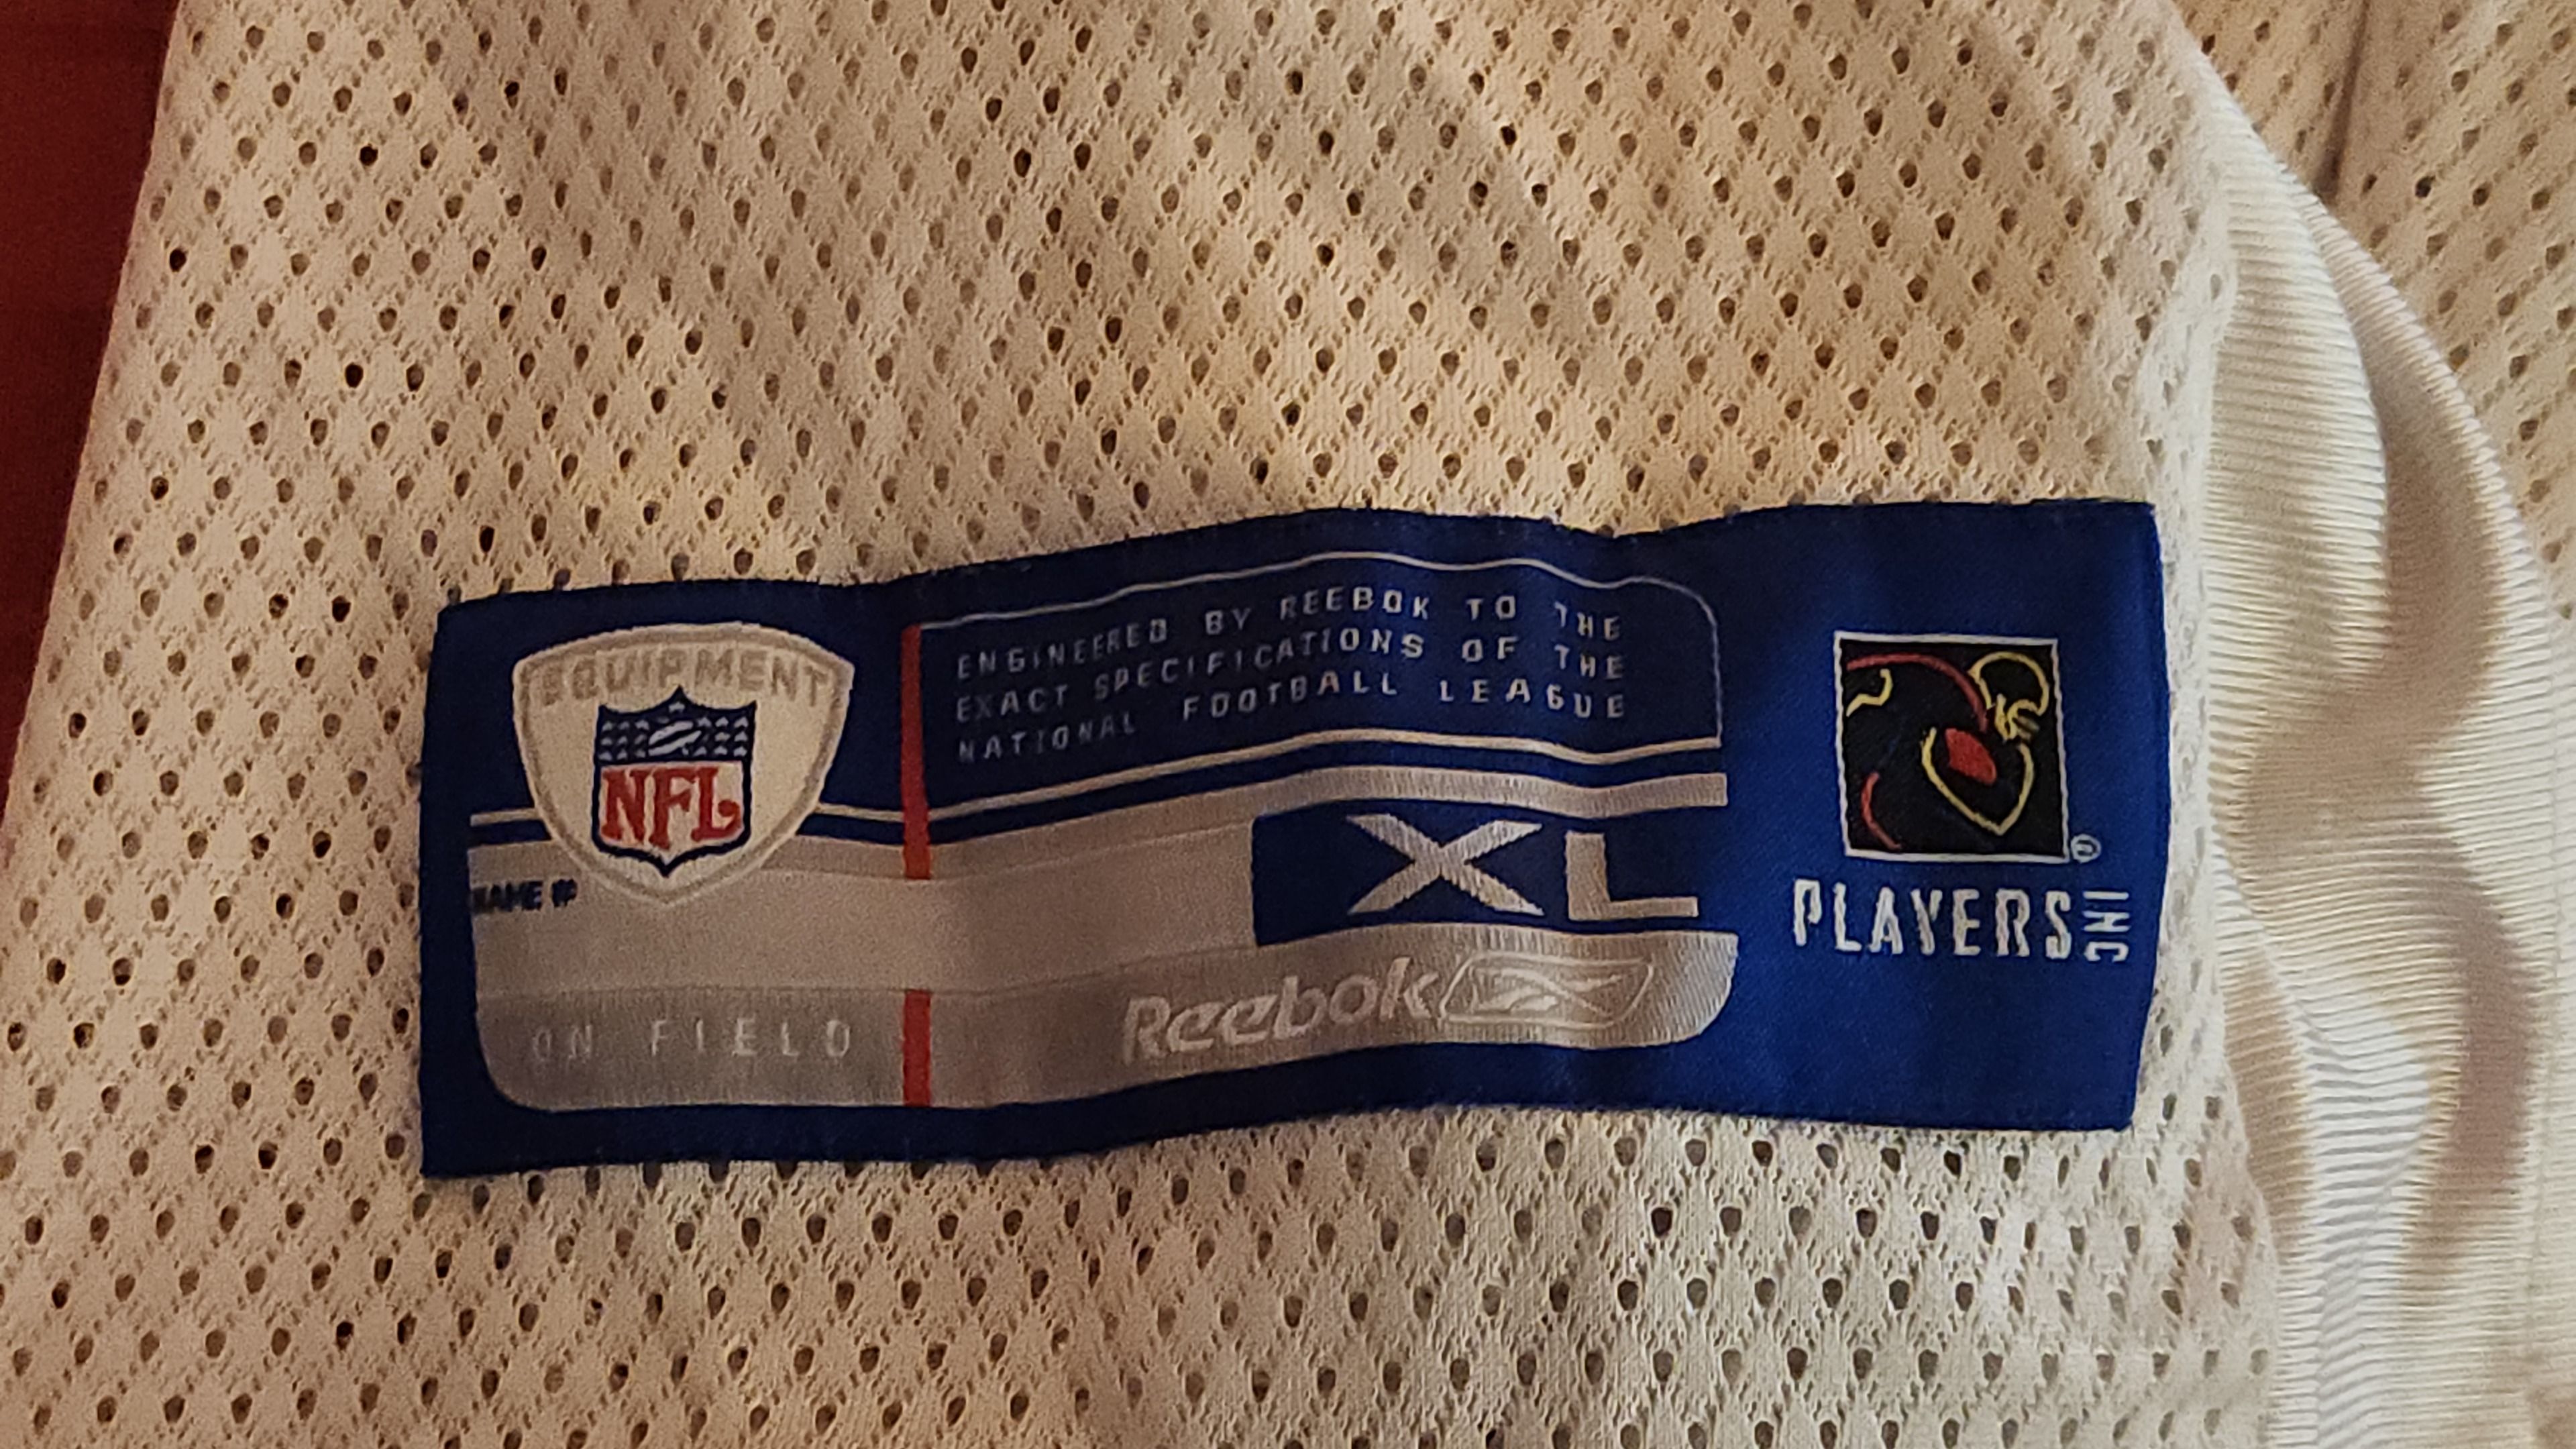 EQUIPMENT
NFL
ENGINEERED BY REEBOK TO THE
EXACT SPECIFICATIONS OF THE
NATIONAL FOOTBALL LEAGUE
NAME #
XL
ON FIELD
Reebok
PLAYERS INC
®